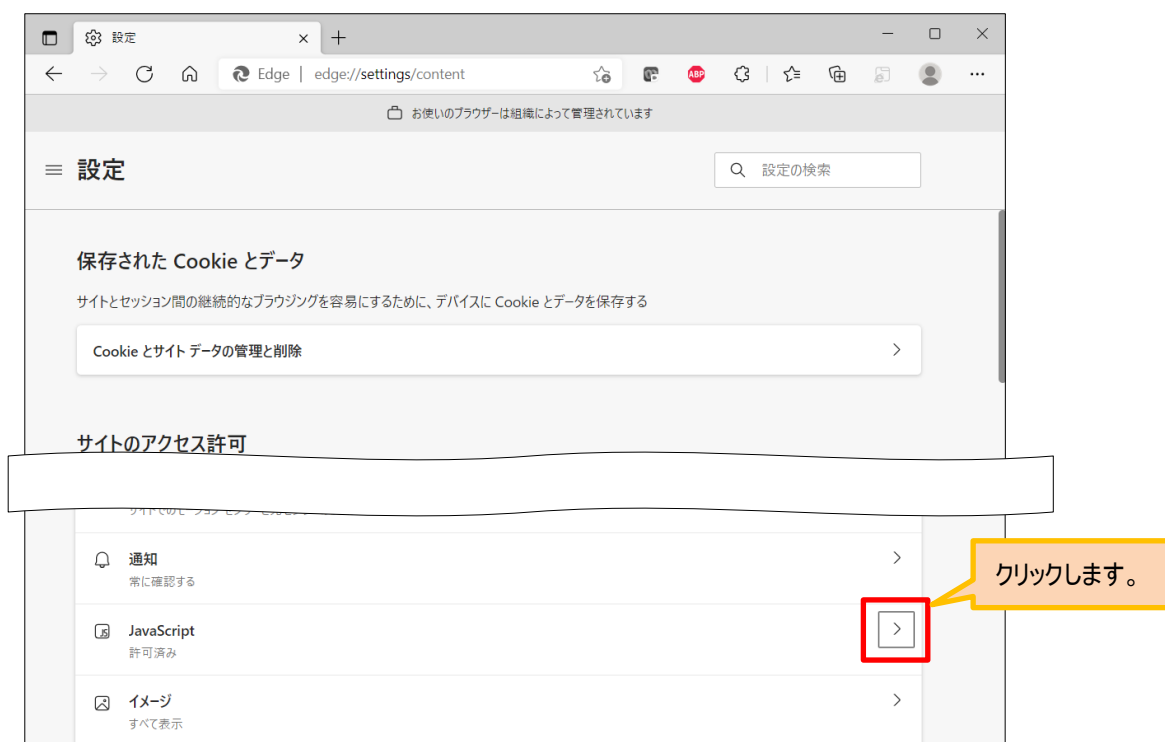 設定
Edge | edge://settings/content
ABP
お使いのブラウザーは組織によって管理されています
設定
設定の検索
保存された Cookie とデータ
サイトとセッション間の継続的なブラウジングを容易にするために、デバイスに Cookie とデータを保存する
Cookie とサイト データの管理と削除
サイトのアクセス許可
通知
常に確認する
クリックします。
JS
JavaScript
許可済み
イメージ
すべて表示